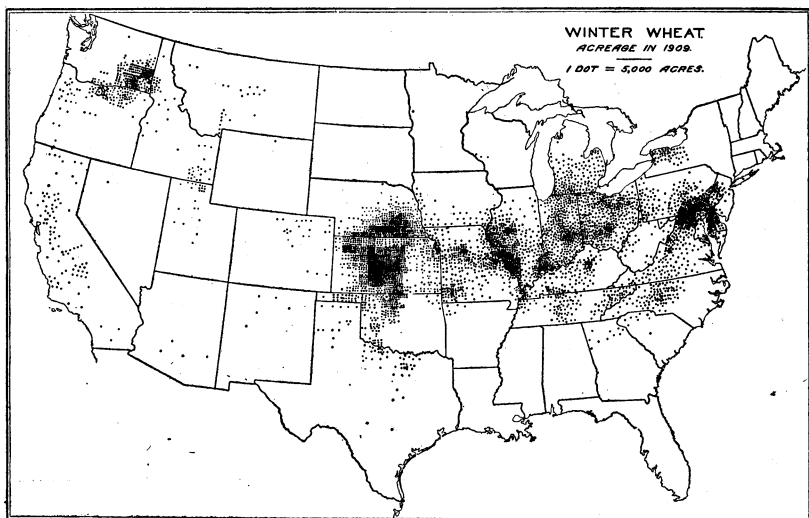 WINTER WHEAT.
ACREAGE IN 1909.
1 DOT = 5,000 ACRES.